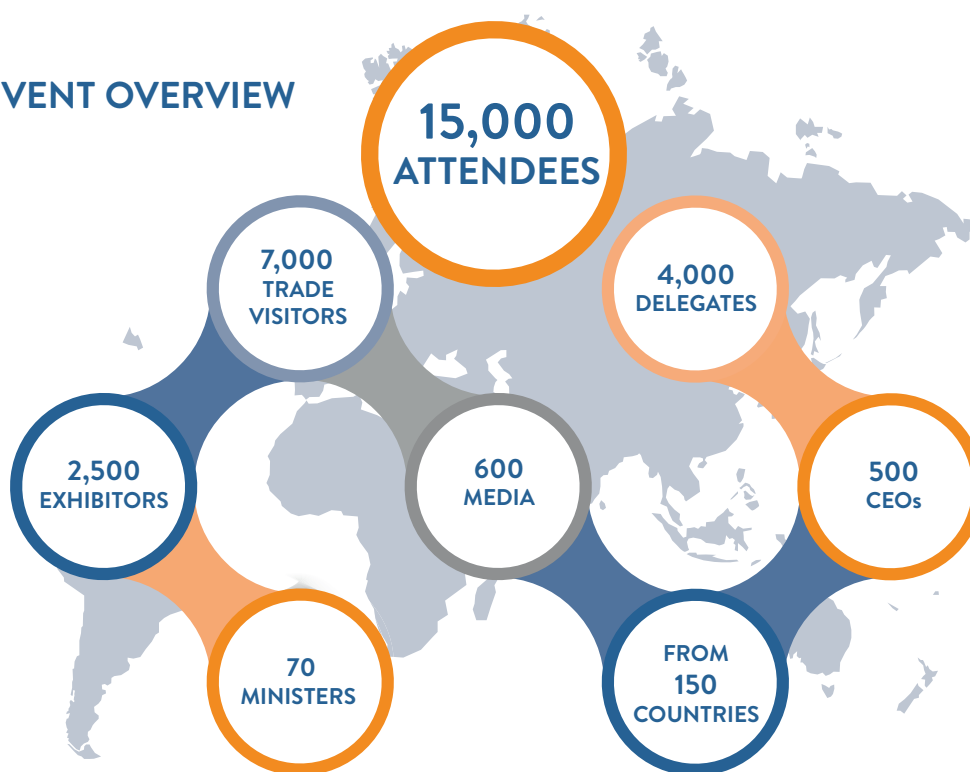 VENT OVERVIEW
15,000
ATTENDEES
7,000
TRADE
VISITORS
4,000
DELEGATES
2,500
EXHIBITORS
600
MEDIA
500
CEOs
70
MINISTERS
FROM
150
COUNTRIES